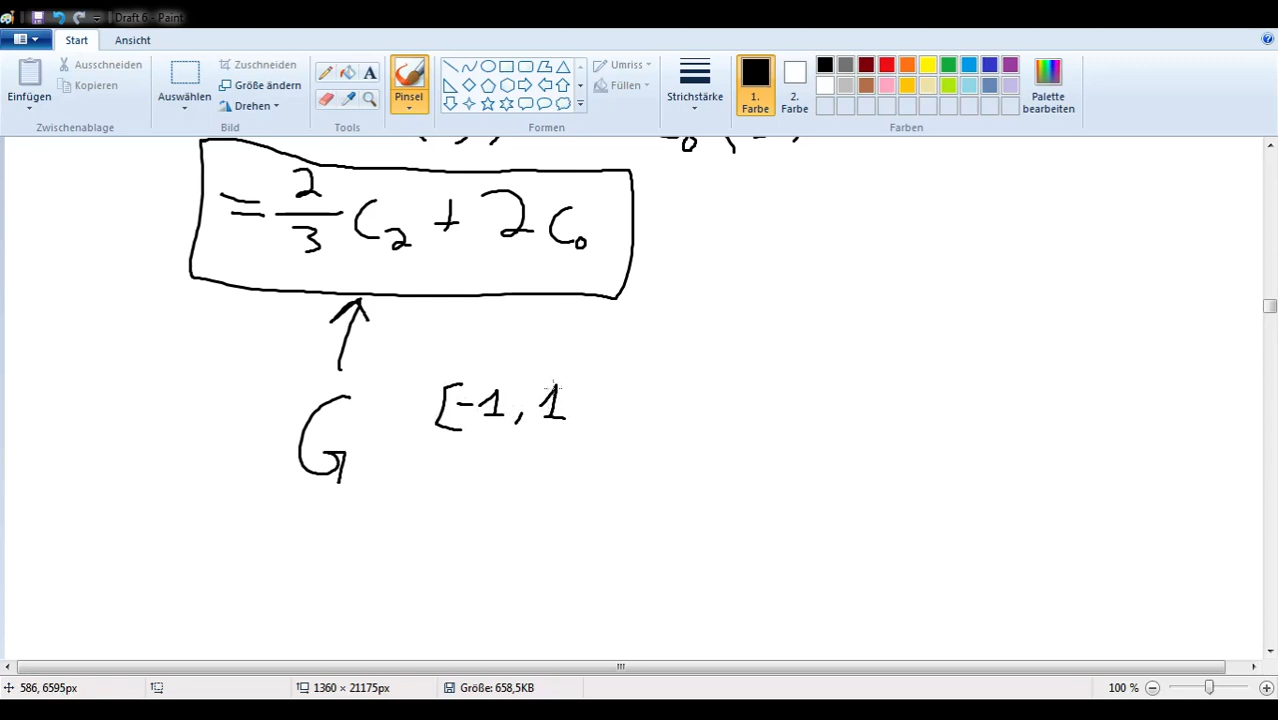 Draft 6 - Paint
Start Ansicht
Einfügen
Ausschneiden
Kopieren
Zwischenablage
Auswählen
Zuschneiden
Größe ändern
Drehen
Bild
A
Tools
Pinsel
Umriss
Füllen
Formen
Strichstärke
1.
Farbe
2.
Farbe
Palette
bearbeiten
Farben
= 2/3 C₂ + 2 C₀
G [-1, 1
586, 6595px 1360 × 21175px Größe: 658,5KB 100 %